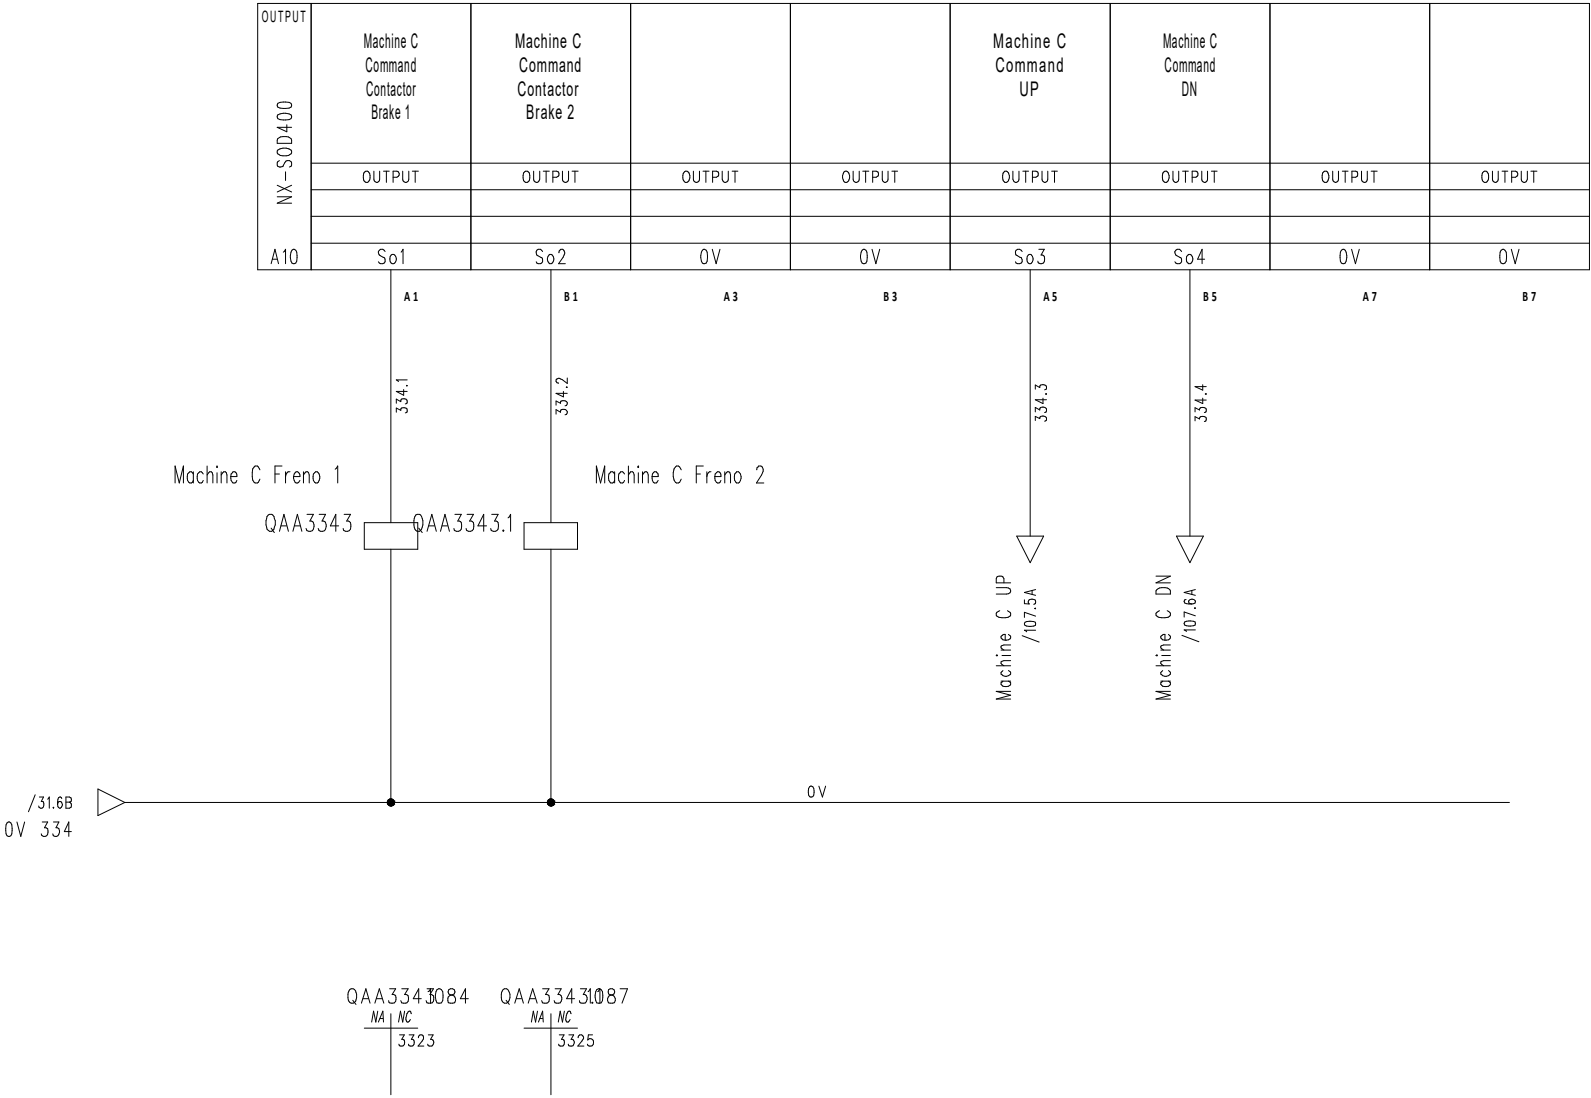 OUTPUT
NX-SOD400
A10
Machine C
Command
Contactor
Brake 1
Machine C
Command
Contactor
Brake 2
Machine C
Command
UP
Machine C
Command
DN
OUTPUT OUTPUT OUTPUT OUTPUT OUTPUT OUTPUT OUTPUT OUTPUT
So1 So2 0V 0V So3 So4 0V 0V
A1 B1 A3 B3 A5 B5 A7 B7
334.1
334.2
334.3
334.4
Machine C Freno 1
Machine C Freno 2
QAA3343
QAA3343.1
Machine C UP
/107.5A
Machine C DN
/107.6A
0V
/31.6B
0V 334
QAA3343
QAA3343.1
NA NC
NA NC
3323
3325